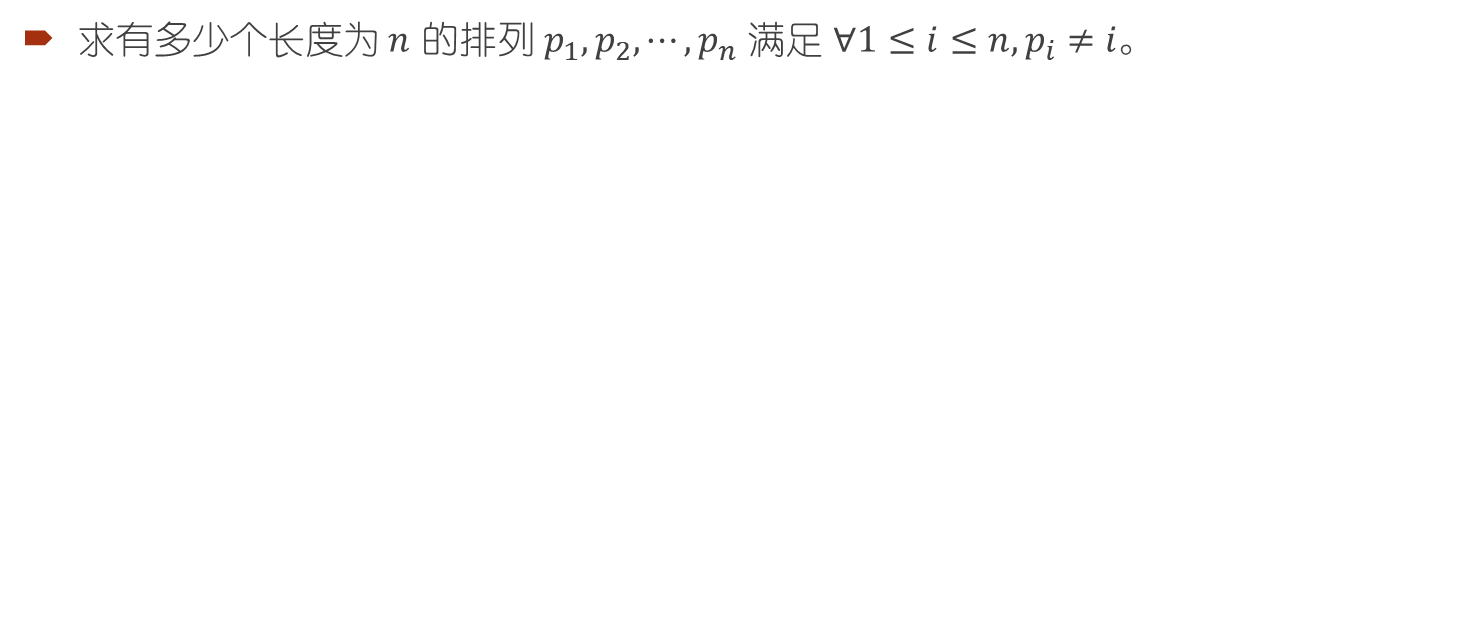 求有多少个长度为 n 的排列 p₁, p₂, ⋯, pₙ 满足 ∀1 ≤ i ≤ n, pᵢ ≠ i。